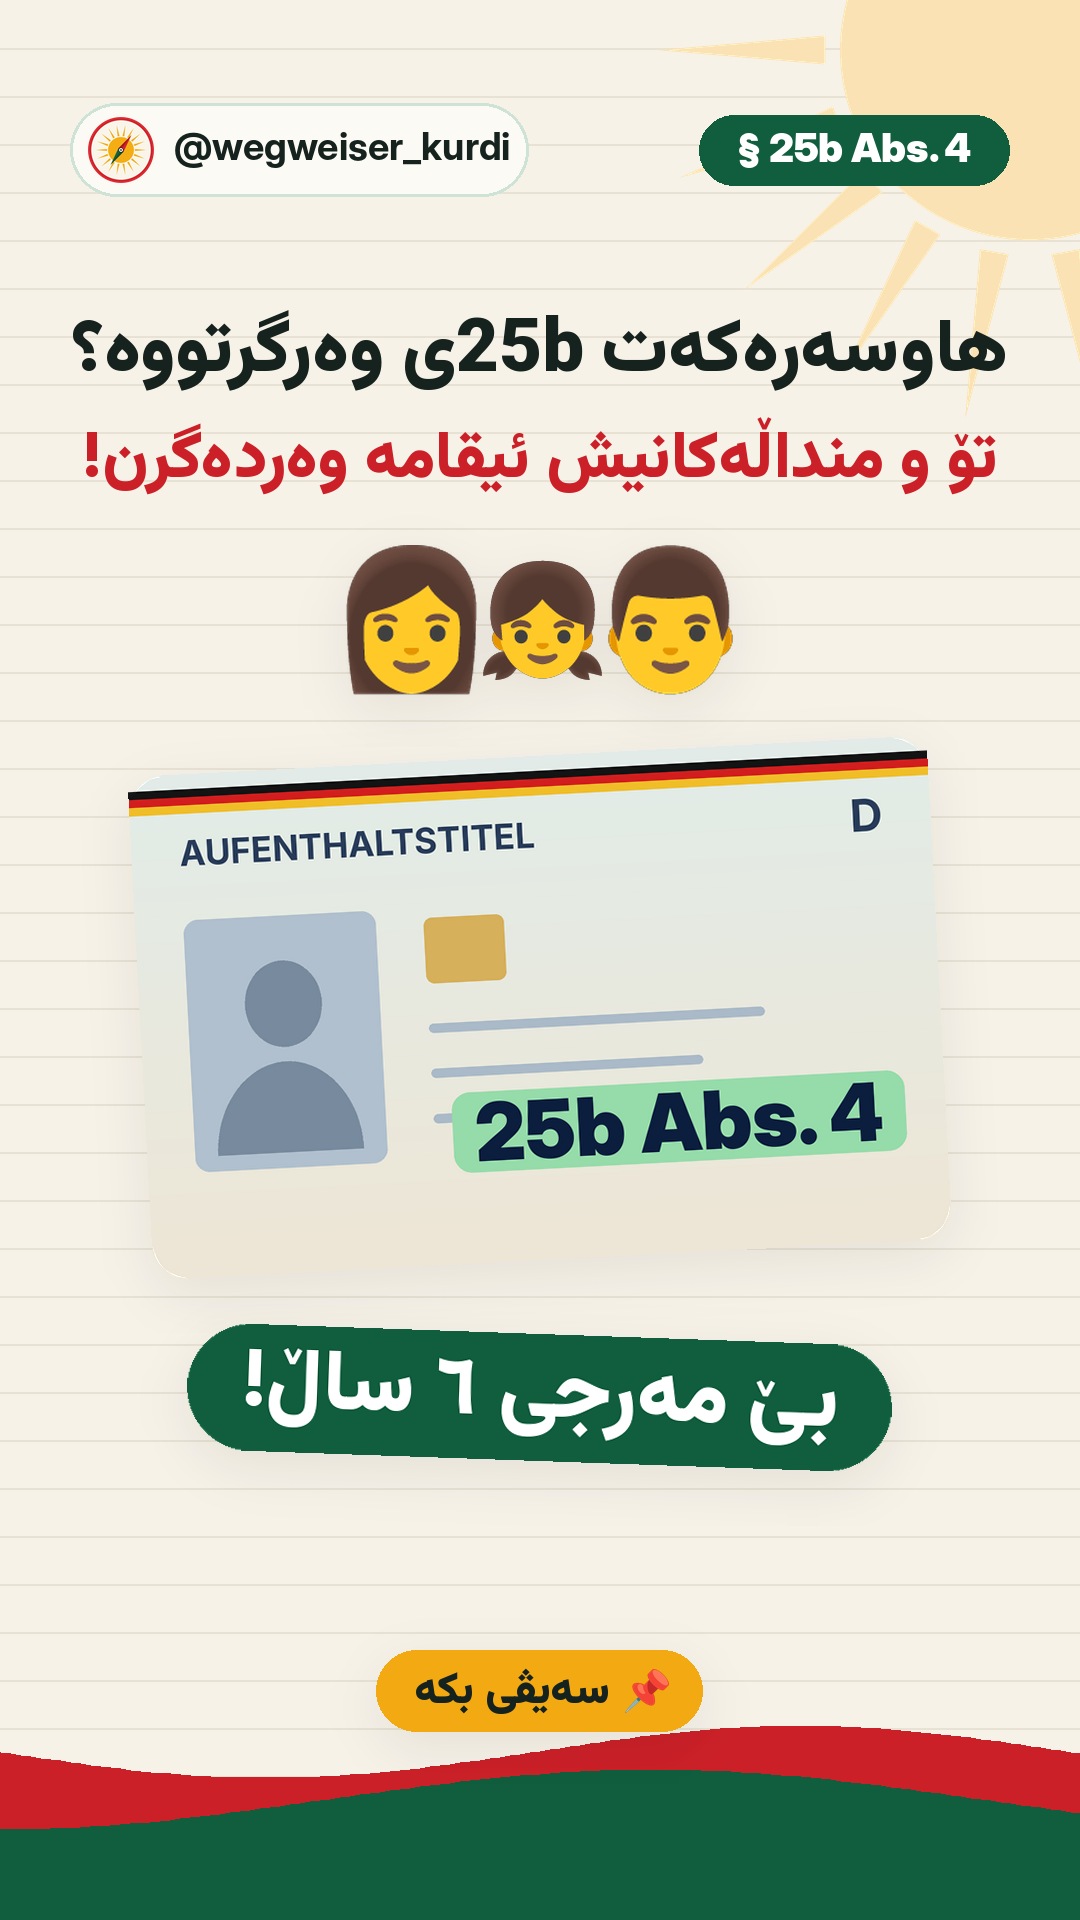 @wegweiser_kurdi
§ 25b Abs. 4
هاوسەرەکەت 25bی وەرگرتووە؟
تۆ و منداڵەکانیش ئیقامە وەردەگرن!
AUFENTHALTSTITEL
D
25b Abs. 4
بێ مەرجی ٦ ساڵ!
📌 سەیڤی بکە